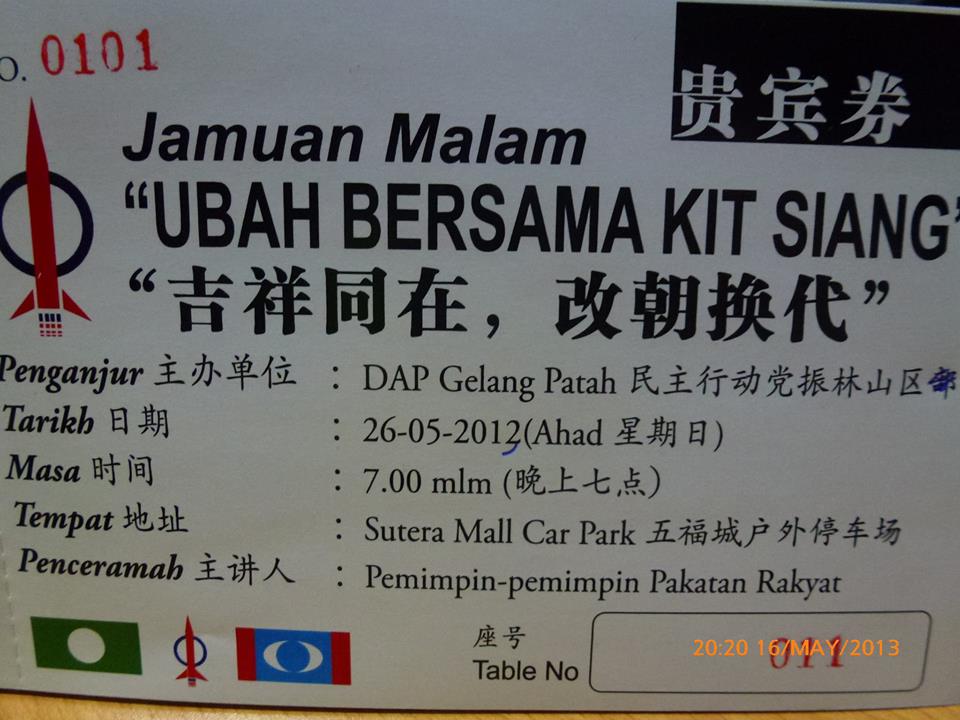 O. 0101
贵宾券
Jamuan Malam
“UBAH BERSAMA KIT SIANG”
“吉祥同在，改朝换代”
Penganjur 主办单位 : DAP Gelang Patah 民主行动党振林山区部
Tarikh 日期 : 26-05-2012(Ahad 星期日)
Masa 时间 : 7.00 mlm (晚上七点)
Tempat 地址 : Sutera Mall Car Park 五福城户外停车场
Penceramah 主讲人 : Pemimpin-pemimpin Pakatan Rakyat
座号
Table No 011
20:20 16/MAY/2013